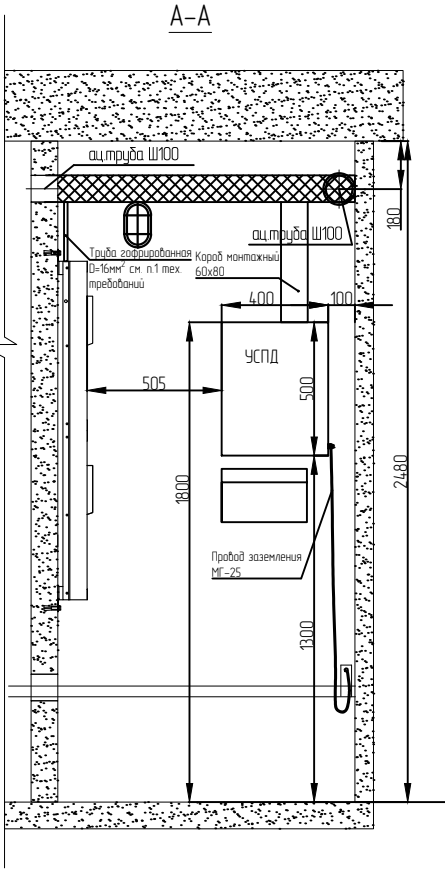 А-А
ац.труба Ш100
180
ац.труба Ш100
Труба гофрированная
D=16мм² см. п.1 тех.
требований
Короб монтажный
60х80
400
100
УСПД
505
500
2480
1800
Провод заземления
МГ-25
1300